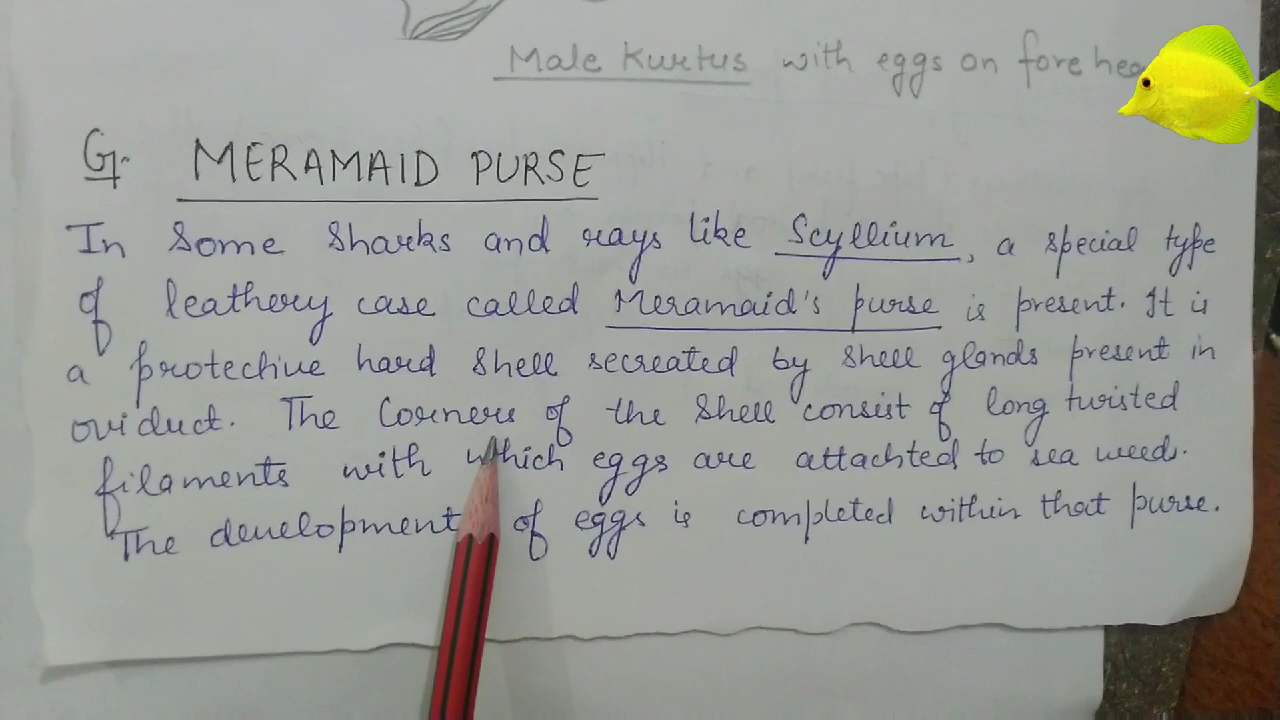 Male Kurtus with eggs on fore
G. MERAMAID PURSE
In Some Sharks and rays like Scyllium, a special type
of leathery case called Meramaid's purse is present. It is
a protective hard Shell secreated by Shell glands present in
oviduct. The Corners of the Shell consist of long twisted
filaments with which eggs are attachted to sea weed.
The development of eggs is completed within that purse.